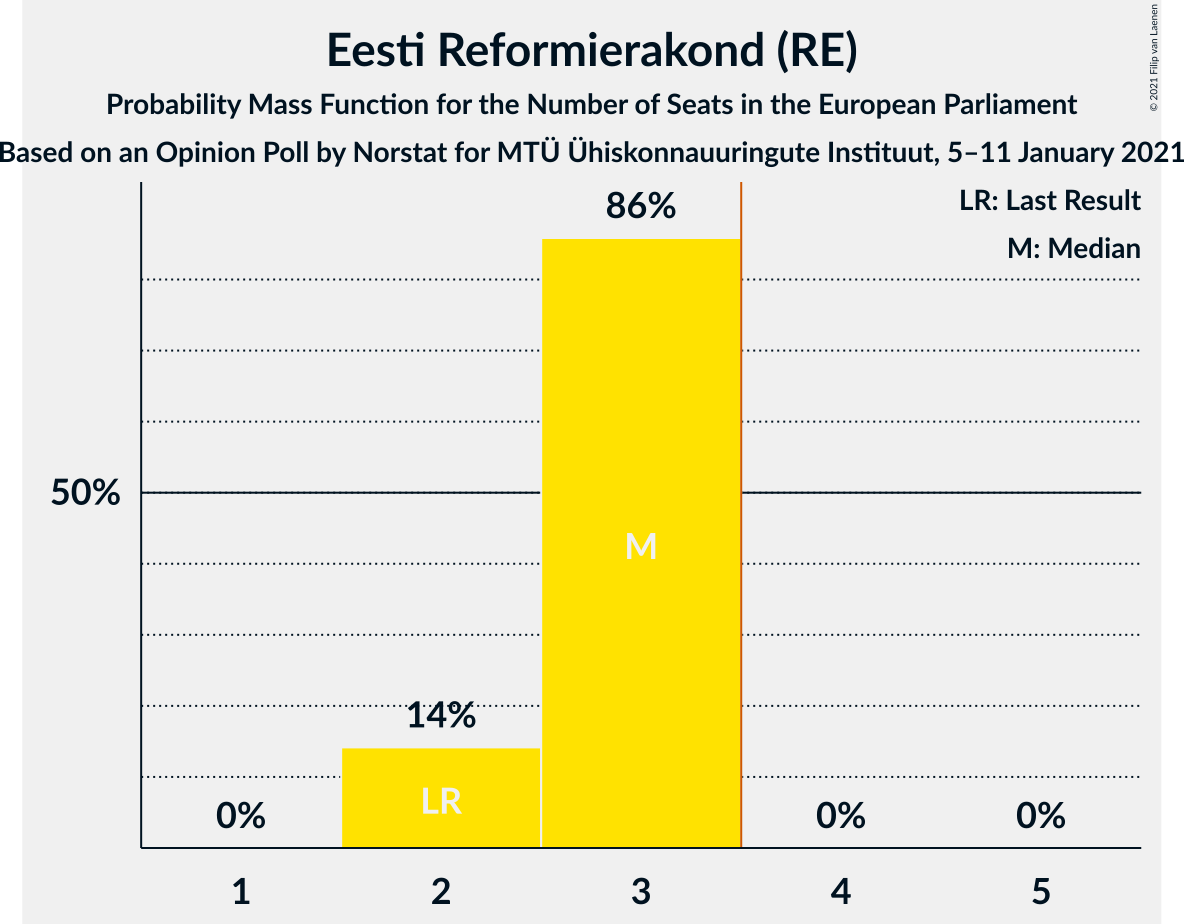 Eesti Reformierakond (RE)
Probability Mass Function for the Number of Seats in the European Parliament
Based on an Opinion Poll by Norstat for MTÜ Ühiskonnauuringute Instituut, 5–11 January 2021
© 2021 Filip van Laenen
LR: Last Result
M: Median
86%
50%
M
14%
LR
0%
0%
0%
1
2
3
4
5